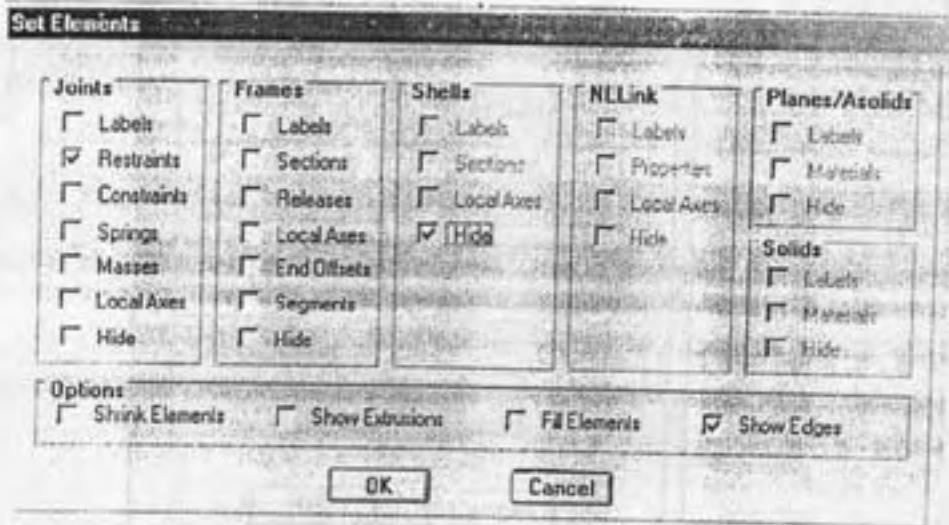 Set Elements
Joints
Labels
Restraints
Constraints
Springs
Masses
Local Axes
Hide
Frames
Labels
Sections
Releases
Local Axes
End Offsets
Segments
Hide
Shells
Labels
Sections
Local Axes
Hide
NLLink
Labels
Properties
Local Axes
Hide
Planes/Asolids
Labels
Materials
Hide
Solids
Labels
Materials
Hide
Options
Shrink Elements
Show Extrusions
Fill Elements
Show Edges
OK
Cancel